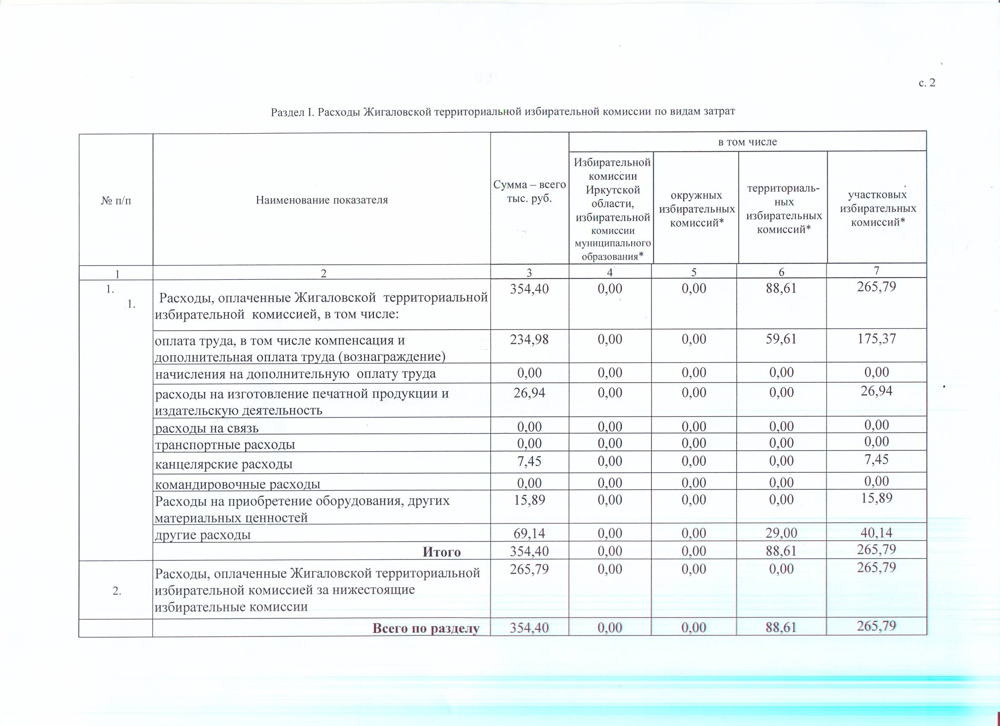 с. 2
Раздел I. Расходы Жигаловской территориальной избирательной комиссии по видам затрат
№ п/п
Наименование показателя
Сумма – всего
тыс. руб.
в том числе
Избирательной
комиссии
Иркутской
области,
избирательной
комиссии
муниципального
образования*
окружных
избирательных
комиссий*
территориаль-
ных
избирательных
комиссий*
участковых
избирательных
комиссий*
1 2 3 4 5 6 7
1.
1.
Расходы, оплаченные Жигаловской территориальной
избирательной комиссией, в том числе:
354,40 0,00 0,00 88,61 265,79
оплата труда, в том числе компенсация и
дополнительная оплата труда (вознаграждение)
234,98 0,00 0,00 59,61 175,37
начисления на дополнительную оплату труда 0,00 0,00 0,00 0,00 0,00
расходы на изготовление печатной продукции и
издательскую деятельность
26,94 0,00 0,00 0,00 26,94
расходы на связь 0,00 0,00 0,00 0,00 0,00
транспортные расходы 0,00 0,00 0,00 0,00 0,00
канцелярские расходы 7,45 0,00 0,00 0,00 7,45
командировочные расходы 0,00 0,00 0,00 0,00 0,00
Расходы на приобретение оборудования, других
материальных ценностей
15,89 0,00 0,00 0,00 15,89
другие расходы 69,14 0,00 0,00 29,00 40,14
Итого 354,40 0,00 0,00 88,61 265,79
2.
Расходы, оплаченные Жигаловской территориальной
избирательной комиссией за нижестоящие
избирательные комиссии
265,79 0,00 0,00 0,00 265,79
Всего по разделу 354,40 0,00 0,00 88,61 265,79